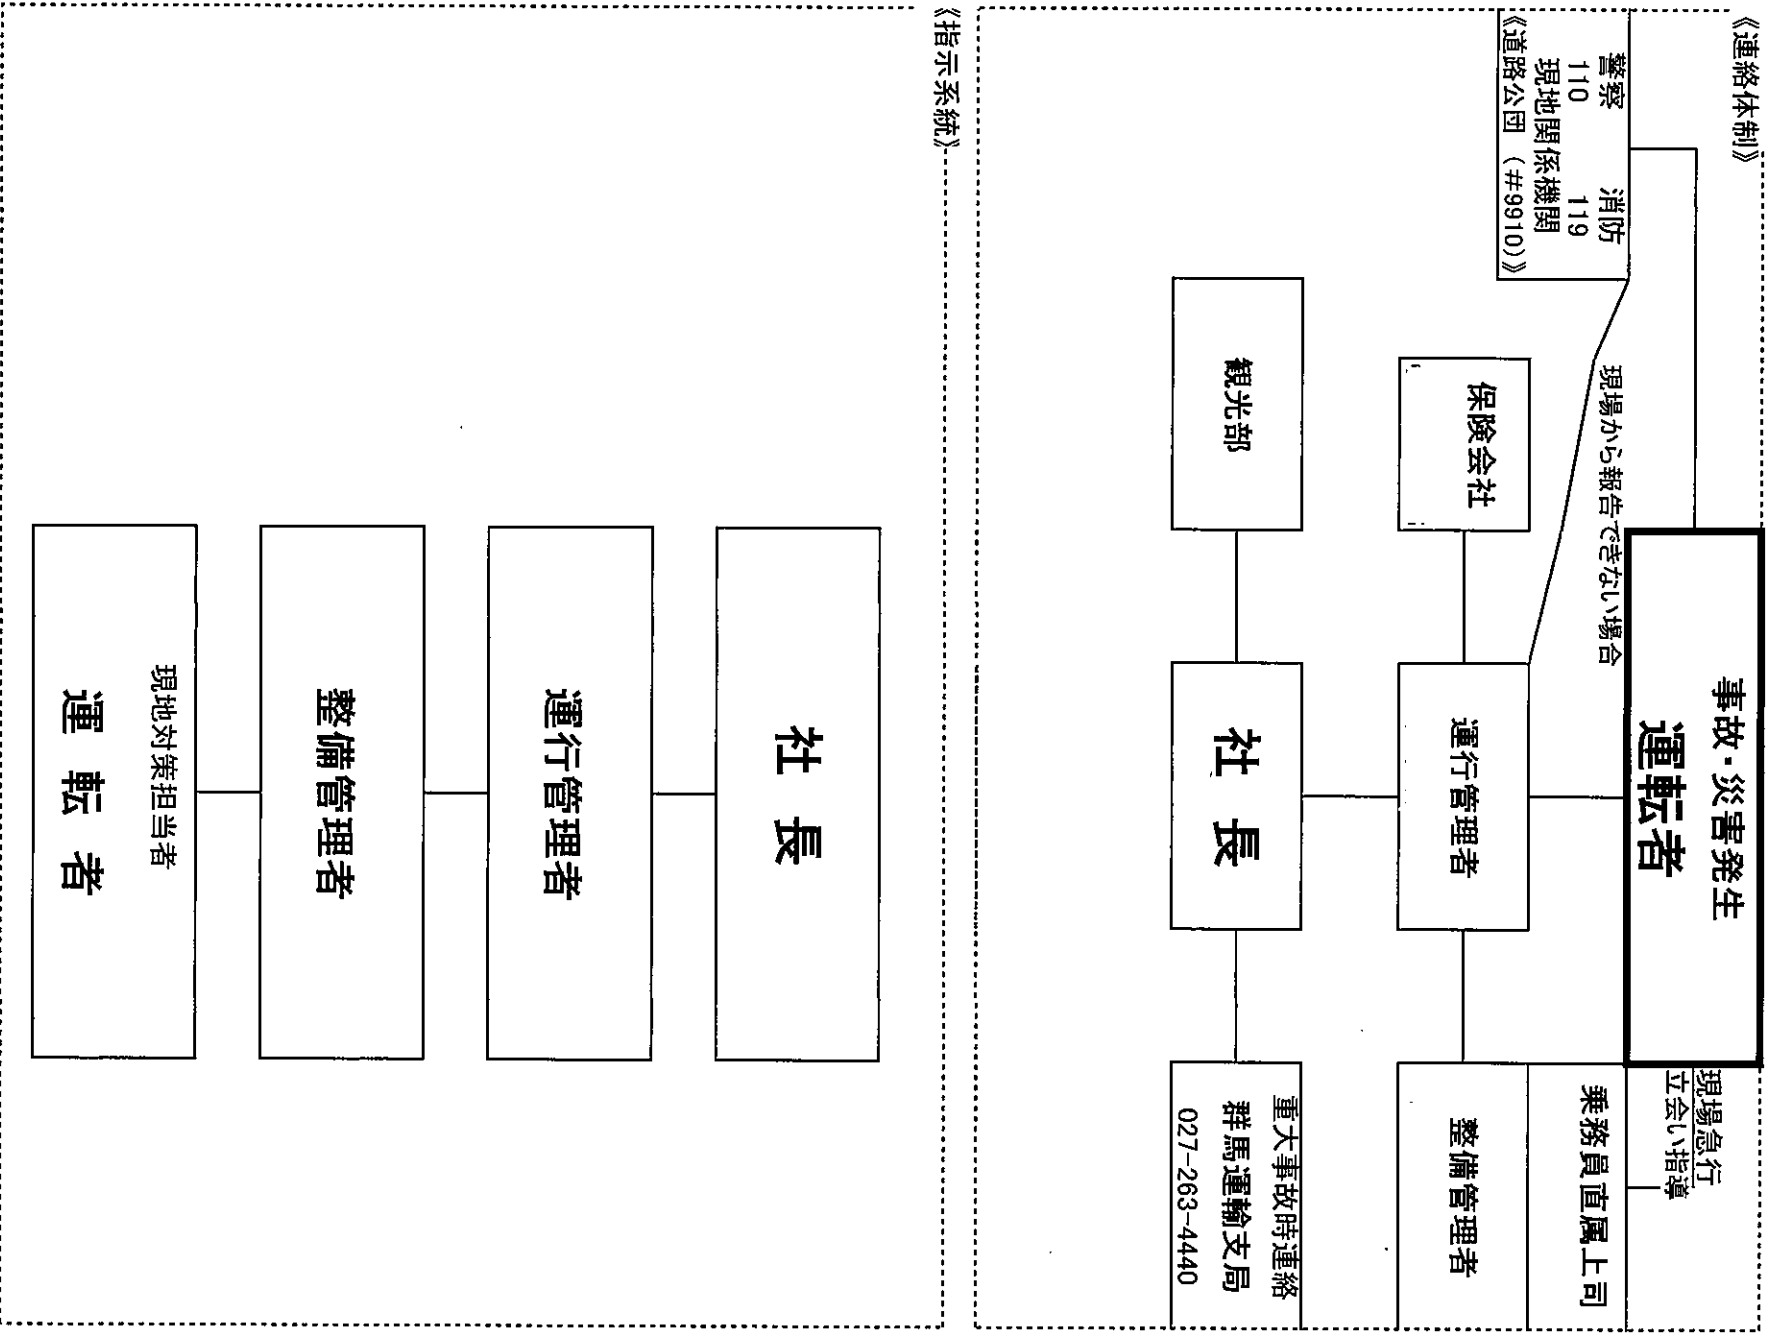 《連絡体制》
事故・災害発生
運転者
現場急行
立会い指導
警察　消防
110　119
現地関係機関
《道路公団（#9910）》
現場から報告できない場合
乗務員直属上司
保険会社
運行管理者
整備管理者
観光部
社長
重大事故時連絡
群馬運輸支局
027-263-4440
《指示系統》
社長
運行管理者
整備管理者
現地対策担当者
運転者